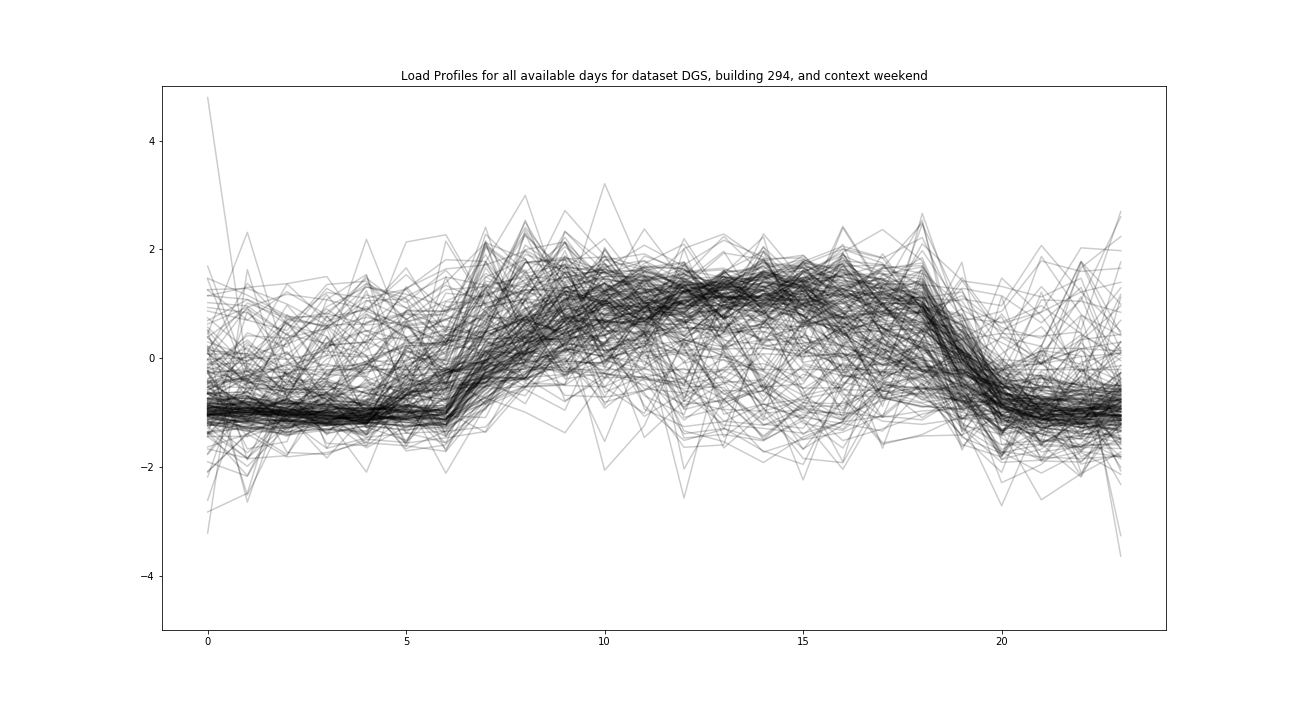 Load Profiles for all available days for dataset DGS, building 294, and context weekend
4
2
0
−2
−4
0 5 10 15 20